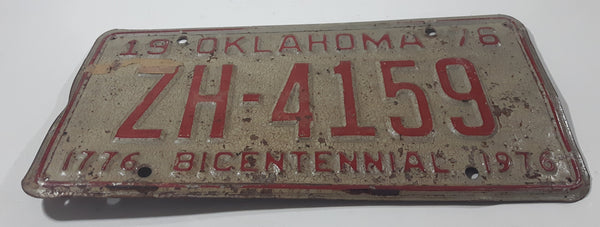 19 OKLAHOMA 76
ZH-4159
1776 BICENTENNIAL 1976